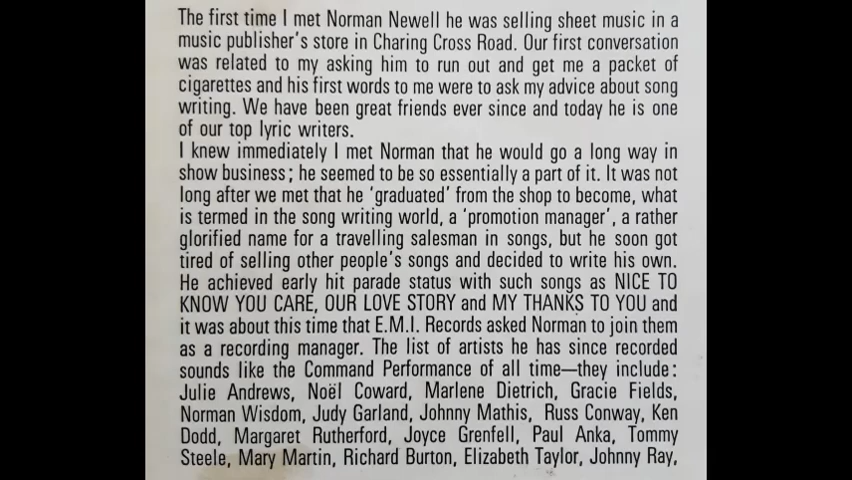 The first time I met Norman Newell he was selling sheet music in a
music publisher's store in Charing Cross Road. Our first conversation
was related to my asking him to run out and get me a packet of
cigarettes and his first words to me were to ask my advice about song
writing. We have been great friends ever since and today he is one
of our top lyric writers.
I knew immediately I met Norman that he would go a long way in
show business; he seemed to be so essentially a part of it. It was not
long after we met that he 'graduated' from the shop to become, what
is termed in the song writing world, a 'promotion manager', a rather
glorified name for a travelling salesman in songs, but he soon got
tired of selling other people's songs and decided to write his own.
He achieved early hit parade status with such songs as NICE TO
KNOW YOU CARE, OUR LOVE STORY and MY THANKS TO YOU and
it was about this time that E.M.I. Records asked Norman to join them
as a recording manager. The list of artists he has since recorded
sounds like the Command Performance of all time—they include:
Julie Andrews, Noël Coward, Marlene Dietrich, Gracie Fields,
Norman Wisdom, Judy Garland, Johnny Mathis, Russ Conway, Ken
Dodd, Margaret Rutherford, Joyce Grenfell, Paul Anka, Tommy
Steele, Mary Martin, Richard Burton, Elizabeth Taylor, Johnny Ray,